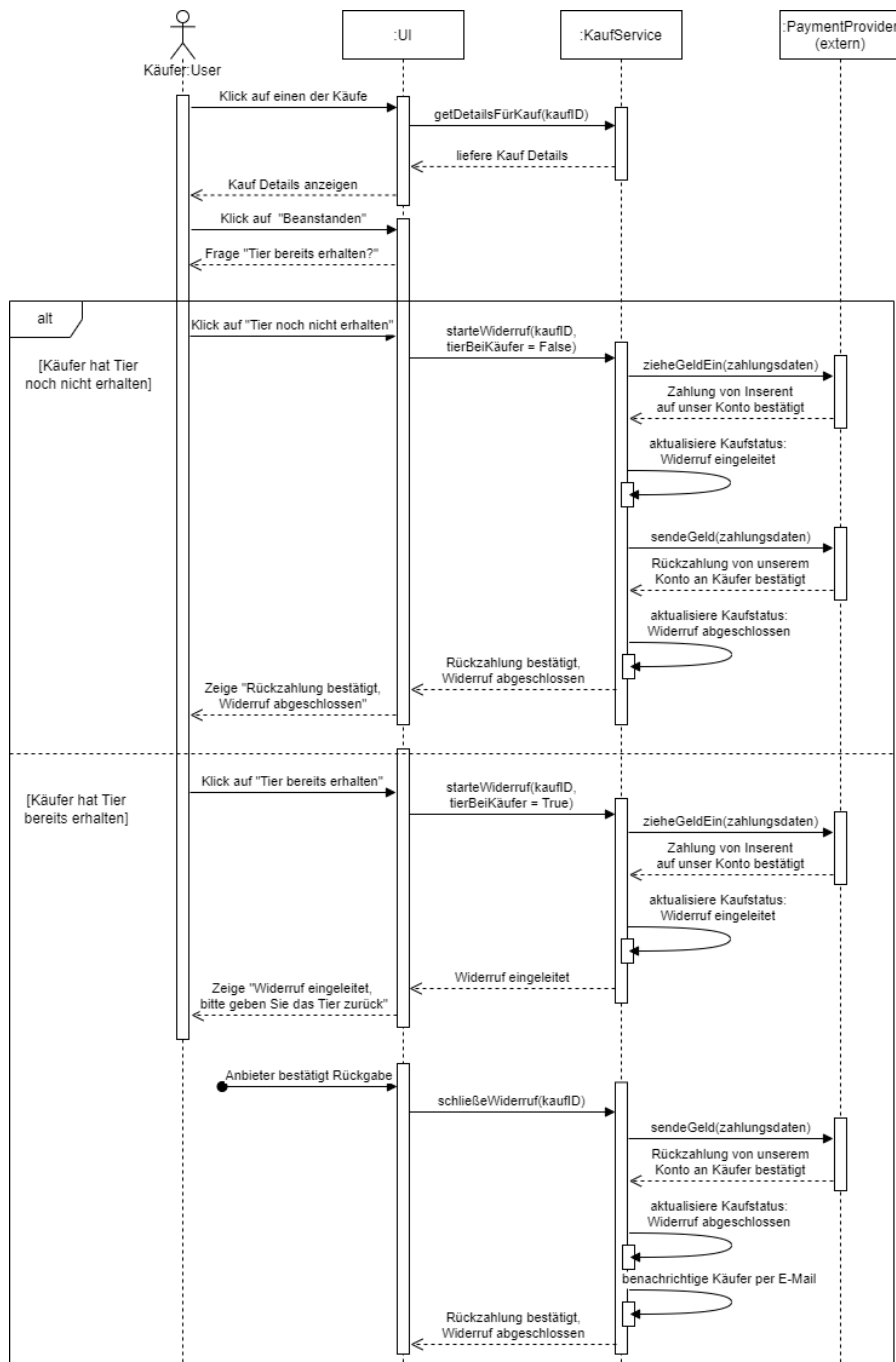 :UI
:KaufService
:PaymentProvider
(extern)
Käufer:User
Klick auf einen der Käufe
getDetailsFürKauf(kaufID)
liefere Kauf Details
Kauf Details anzeigen
Klick auf "Beanstanden"
Frage "Tier bereits erhalten?"
alt
[Käufer hat Tier
noch nicht erhalten]
Klick auf "Tier noch nicht erhalten"
starteWiderruf(kaufID,
tierBeiKäufer = False)
zieheGeldEin(zahlungsdaten)
Zahlung von Inserent
auf unser Konto bestätigt
aktualisiere Kaufstatus:
Widerruf eingeleitet
sendeGeld(zahlungsdaten)
Rückzahlung von unserem
Konto an Käufer bestätigt
aktualisiere Kaufstatus:
Widerruf abgeschlossen
Rückzahlung bestätigt,
Widerruf abgeschlossen
Zeige "Rückzahlung bestätigt,
Widerruf abgeschlossen"
[Käufer hat Tier
bereits erhalten]
Klick auf "Tier bereits erhalten"
starteWiderruf(kaufID,
tierBeiKäufer = True)
zieheGeldEin(zahlungsdaten)
Zahlung von Inserent
auf unser Konto bestätigt
aktualisiere Kaufstatus:
Widerruf eingeleitet
Widerruf eingeleitet
Zeige "Widerruf eingeleitet,
bitte geben Sie das Tier zurück"
Anbieter bestätigt Rückgabe
schließeWiderruf(kaufID)
sendeGeld(zahlungsdaten)
Rückzahlung von unserem
Konto an Käufer bestätigt
aktualisiere Kaufstatus:
Widerruf abgeschlossen
benachrichtige Käufer per E-Mail
Rückzahlung bestätigt,
Widerruf abgeschlossen